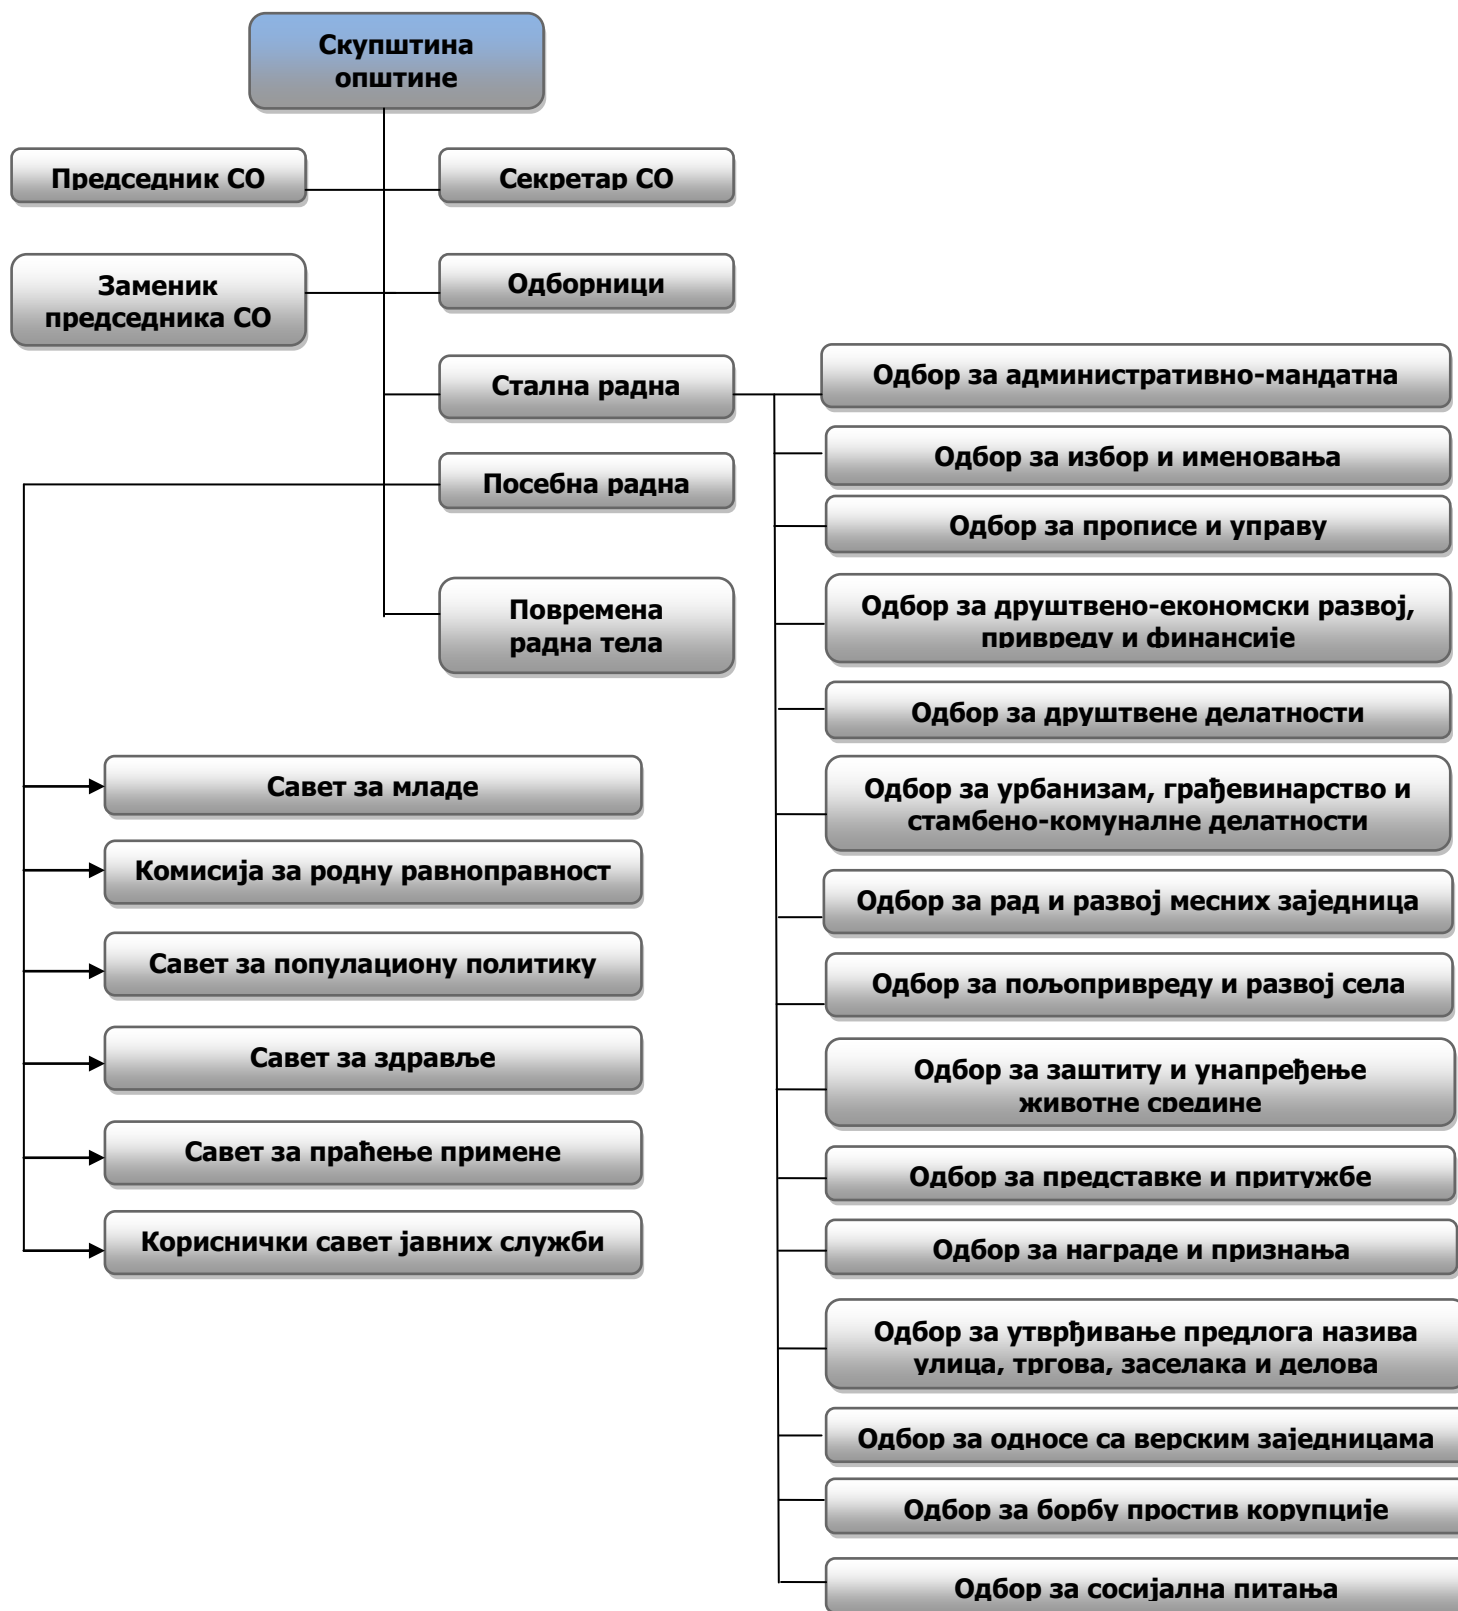 Скупштина
општине
Председник СО
Секретар СО
Заменик
председника СО
Одборници
Стална радна
Посебна радна
Повремена
радна тела
Одбор за административно-мандатна
Одбор за избор и именовања
Одбор за прописе и управу
Одбор за друштвено-економски развој,
привреду и финансије
Одбор за друштвене делатности
Одбор за урбанизам, грађевинарство и
стамбено-комуналне делатности
Одбор за рад и развој месних заједница
Одбор за пољопривреду и развој села
Одбор за заштиту и унапређење
животне средине
Одбор за представке и притужбе
Одбор за награде и признања
Одбор за утврђивање предлога назива
улица, тргова, заселака и делова
Одбор за односе са верским заједницама
Одбор за борбу простив корупције
Одбор за сосијална питања
Савет за младе
Комисија за родну равноправност
Савет за популациону политику
Савет за здравље
Савет за праћење примене
Кориснички савет јавних служби